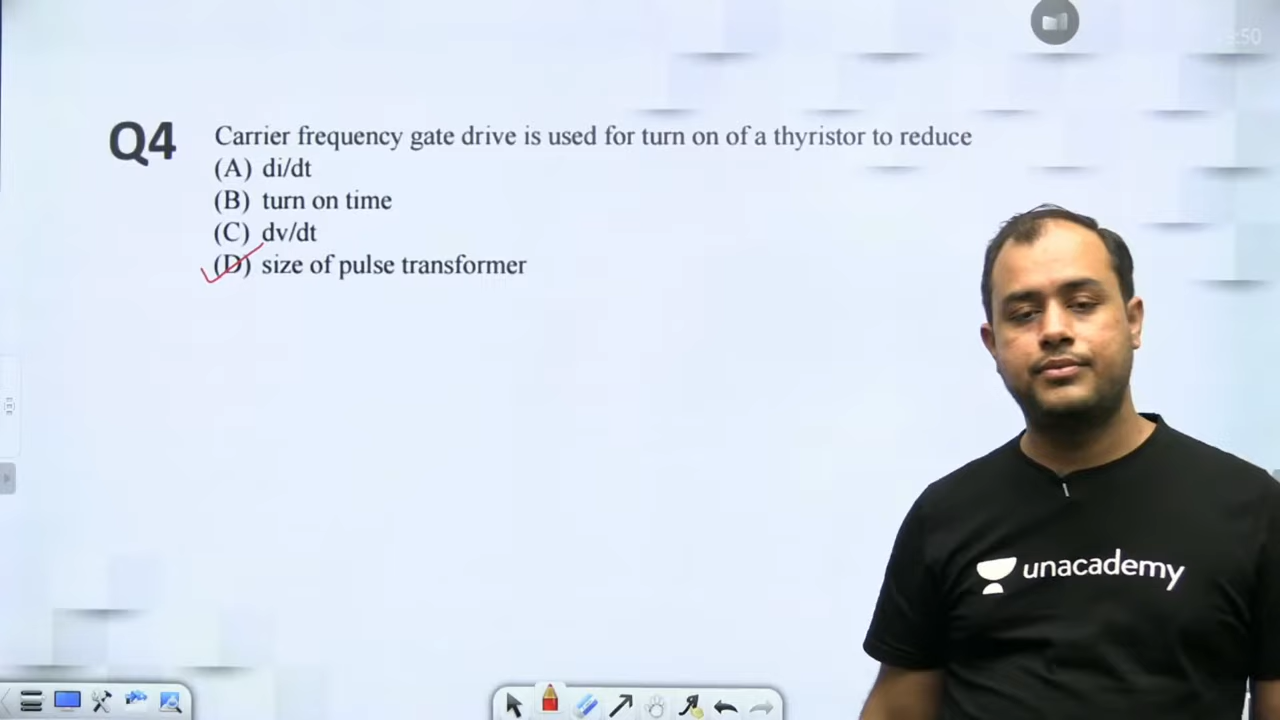 Q4 Carrier frequency gate drive is used for turn on of a thyristor to reduce
(A) di/dt
(B) turn on time
(C) dv/dt
(D) size of pulse transformer
unacademy